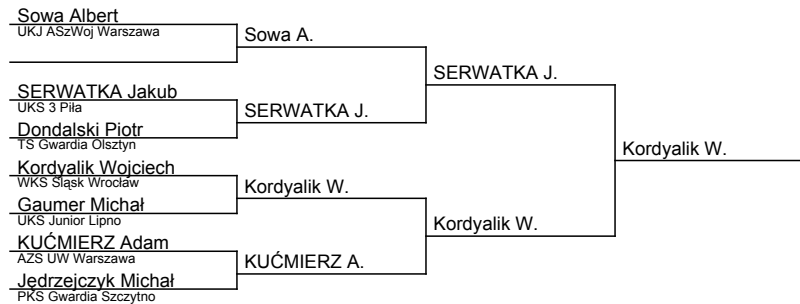 Sowa Albert
UKJ ASzWoj Warszawa
Sowa A.
SERWATKA J.
SERWATKA Jakub
UKS 3 Piła
SERWATKA J.
Dondalski Piotr
TS Gwardia Olsztyn
Kordyalik W.
Kordyalik Wojciech
WKS Śląsk Wrocław
Kordyalik W.
Gaumer Michał
UKS Junior Lipno
Kordyalik W.
KUĆMIERZ Adam
AZS UW Warszawa
KUĆMIERZ A.
Jędrzejczyk Michał
PKS Gwardia Szczytno